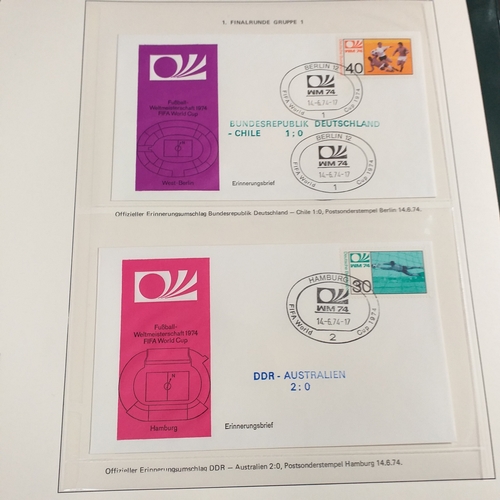 1. FINALRUNDE GRUPPE 1
Fußball-
Weltmeisterschaft 1974
FIFA World Cup
West-Berlin
40
WM 74
BERLIN 12
WM 74
14-6.74-17
FIFA World Cup 1974
1
BUNDESREPUBLIK DEUTSCHLAND
- CHILE 1:0
BERLIN 12
WM 74
14-6.74-17
FIFA World Cup 1974
1
Erinnerungsbrief
Offizieller Erinnerungsumschlag Bundesrepublik Deutschland – Chile 1:0, Postsonderstempel Berlin 14.6.74.
Fußball-
Weltmeisterschaft 1974
FIFA World Cup
Hamburg
30
WM 74
HAMBURG
WM 74
14-6.74-17
FIFA World Cup 1974
2
DDR - AUSTRALIEN
2:0
Erinnerungsbrief
Offizieller Erinnerungsumschlag DDR – Australien 2:0, Postsonderstempel Hamburg 14.6.74.